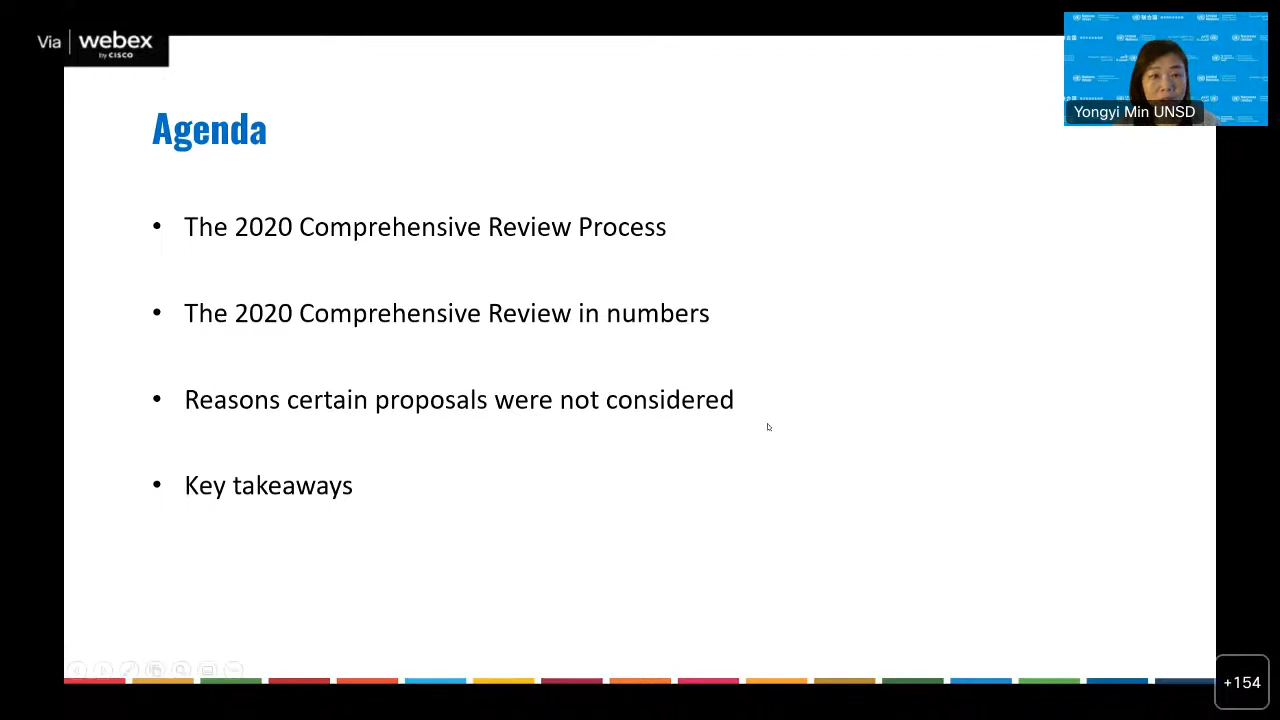 Via webex
by CISCO
Yongyi Min UNSD
Agenda
• The 2020 Comprehensive Review Process
• The 2020 Comprehensive Review in numbers
• Reasons certain proposals were not considered
• Key takeaways
+154